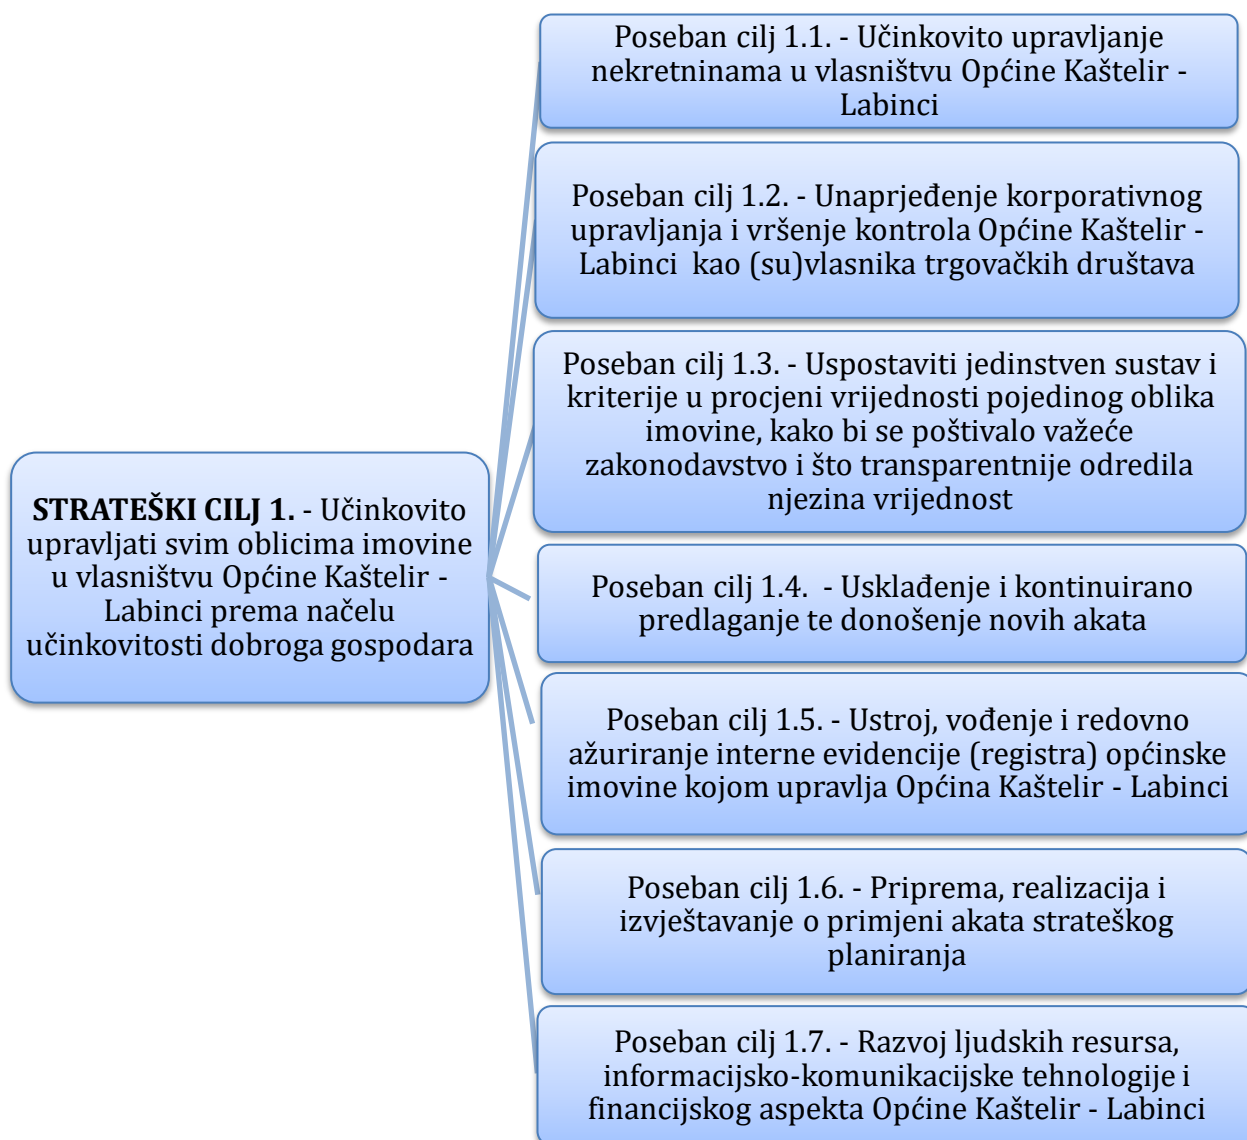 STRATEŠKI CILJ 1. - Učinkovito
upravljati svim oblicima imovine
u vlasništvu Općine Kaštelir -
Labinci prema načelu
učinkovitosti dobroga gospodara
Poseban cilj 1.1. - Učinkovito upravljanje
nekretninama u vlasništvu Općine Kaštelir -
Labinci
Poseban cilj 1.2. - Unaprjeđenje korporativnog
upravljanja i vršenje kontrola Općine Kaštelir -
Labinci kao (su)vlasnika trgovačkih društava
Poseban cilj 1.3. - Uspostaviti jedinstven sustav i
kriterije u procjeni vrijednosti pojedinog oblika
imovine, kako bi se poštivalo važeće
zakonodavstvo i što transparentnije odredila
njezina vrijednost
Poseban cilj 1.4. - Usklađenje i kontinuirano
predlaganje te donošenje novih akata
Poseban cilj 1.5. - Ustroj, vođenje i redovno
ažuriranje interne evidencije (registra) općinske
imovine kojom upravlja Općina Kaštelir - Labinci
Poseban cilj 1.6. - Priprema, realizacija i
izvještavanje o primjeni akata strateškog
planiranja
Poseban cilj 1.7. - Razvoj ljudskih resursa,
informacijsko-komunikacijske tehnologije i
financijskog aspekta Općine Kaštelir - Labinci